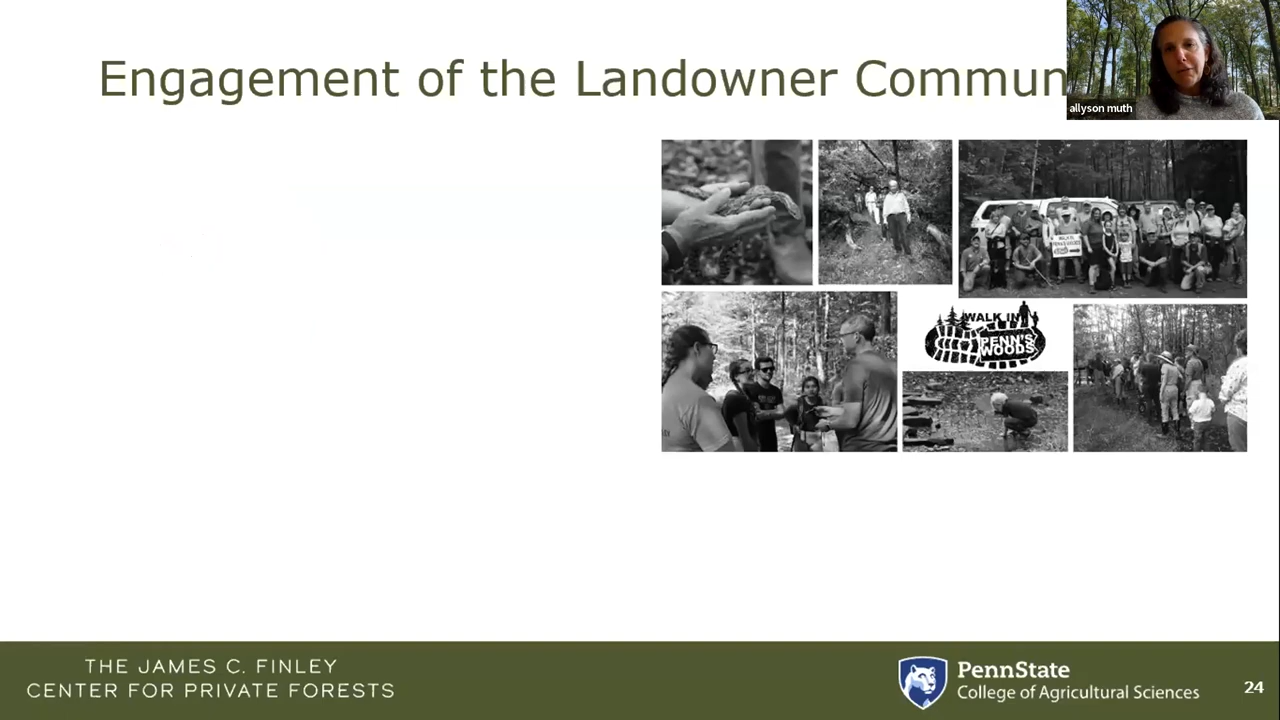 Engagement of the Landowner Commun
allyson muth
WALK IN
PENN'S
WOODS
THE JAMES C. FINLEY
CENTER FOR PRIVATE FORESTS
PennState
College of Agricultural Sciences
24